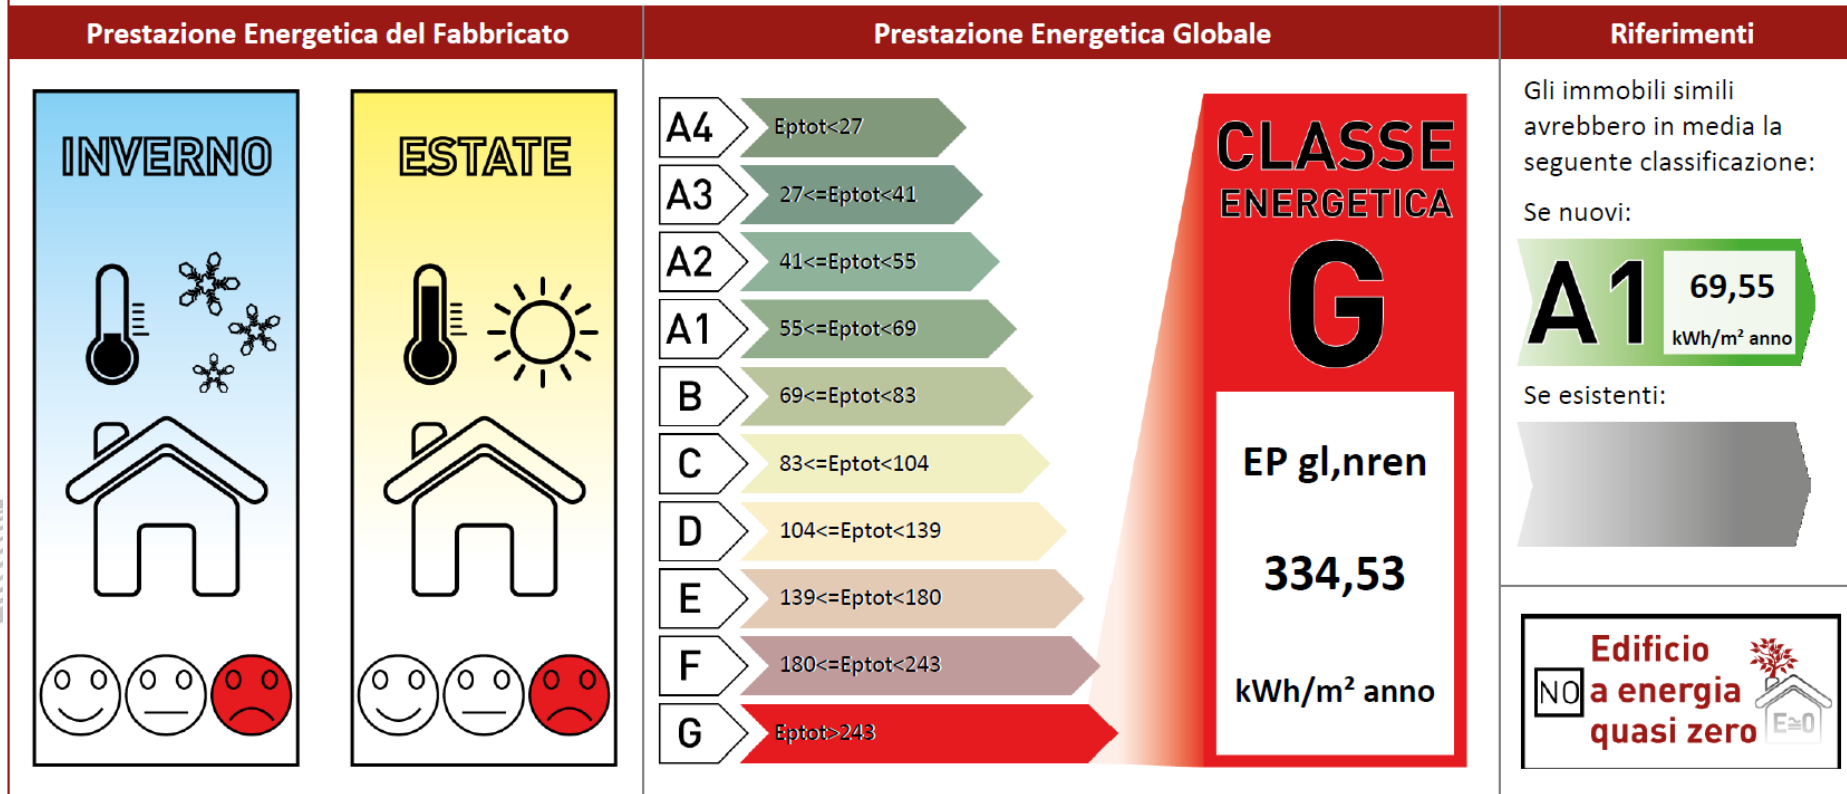 Prestazione Energetica del Fabbricato
Prestazione Energetica Globale
Riferimenti
INVERNO
ESTATE
A4
Eptot<27
A3
27<=Eptot<41
A2
41<=Eptot<55
A1
55<=Eptot<69
B
69<=Eptot<83
C
83<=Eptot<104
D
104<=Eptot<139
E
139<=Eptot<180
F
180<=Eptot<243
G
Eptot>243
CLASSE
ENERGETICA
G
EP gl,nren
334,53
kWh/m² anno
Gli immobili simili
avrebbero in media la
seguente classificazione:
Se nuovi:
A1
69,55
kWh/m² anno
Se esistenti:
NO
Edificio
a energia
quasi zero
E≅0